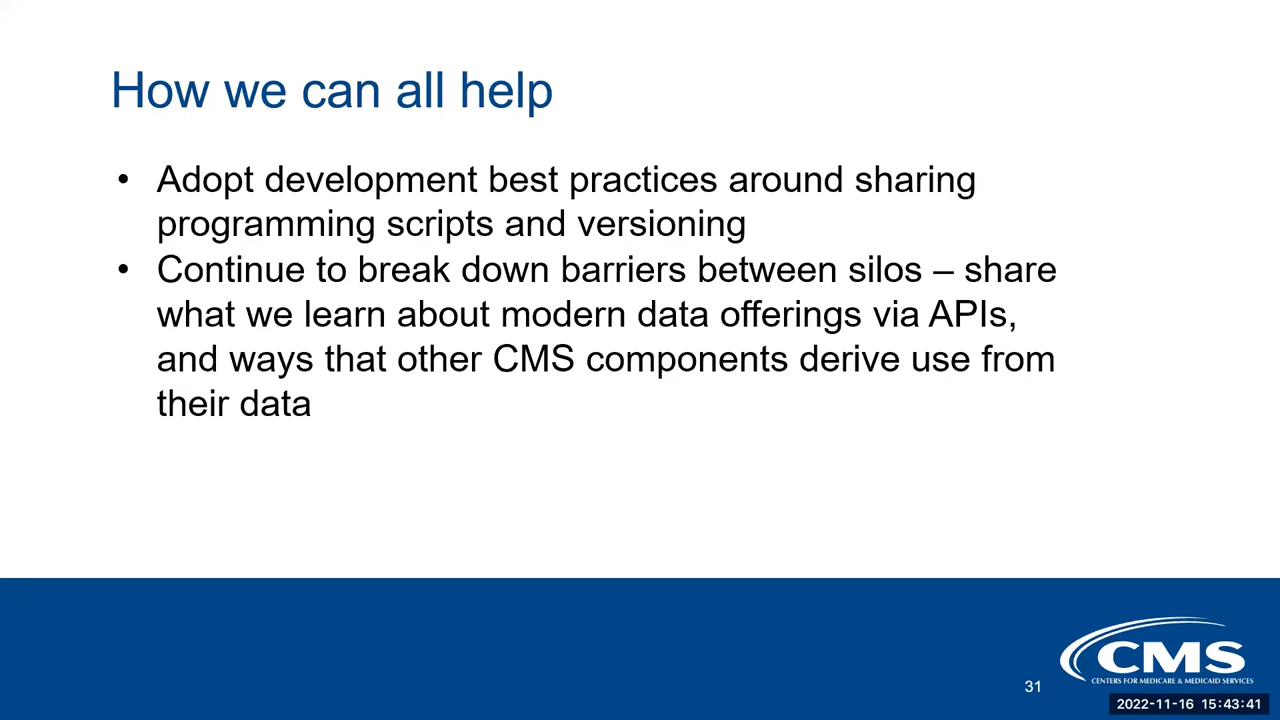 How we can all help
• Adopt development best practices around sharing
programming scripts and versioning
• Continue to break down barriers between silos – share
what we learn about modern data offerings via APIs,
and ways that other CMS components derive use from
their data
CMS
CENTERS FOR MEDICARE & MEDICAID SERVICES
31
2022-11-16 15:43:41